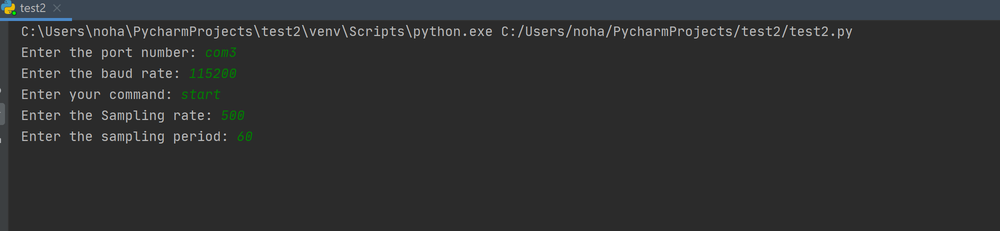 test2
C:\Users\noha\PycharmProjects\test2\venv\Scripts\python.exe C:/Users/noha/PycharmProjects/test2/test2.py
Enter the port number: com3
Enter the baud rate: 115200
Enter your command: start
Enter the Sampling rate: 500
Enter the sampling period: 60